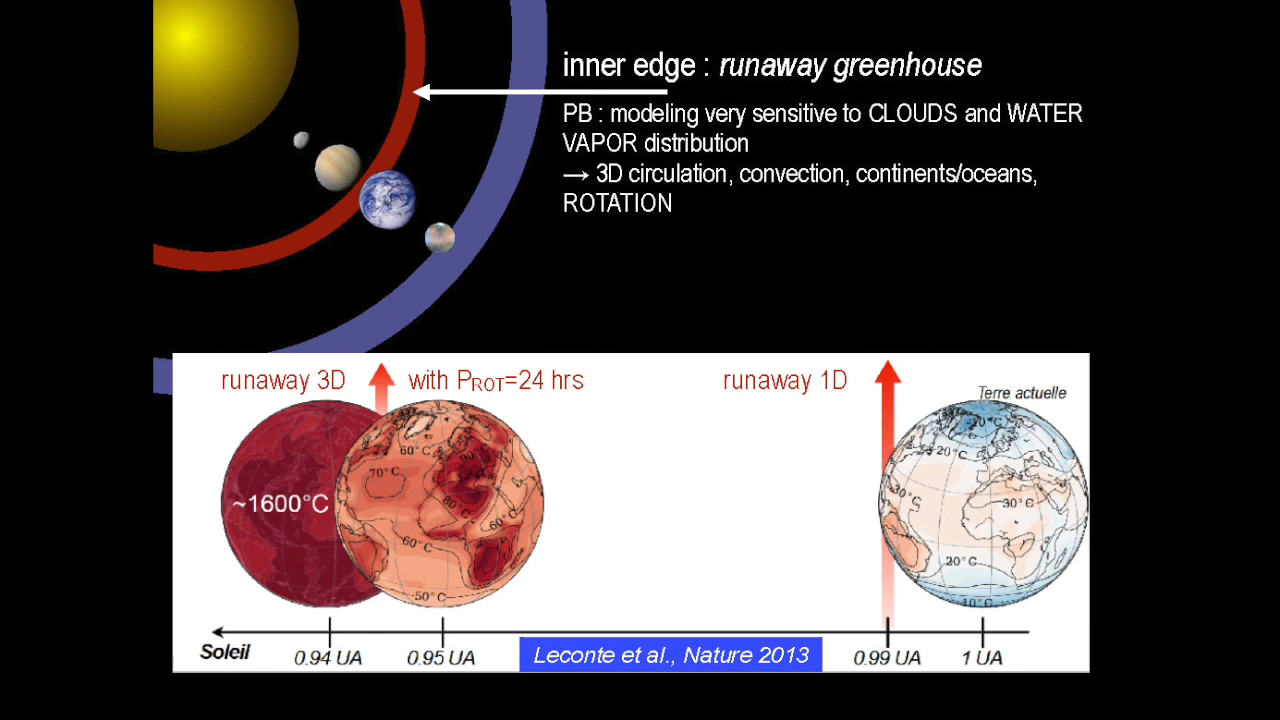 inner edge : runaway greenhouse
PB : modeling very sensitive to CLOUDS and WATER
VAPOR distribution
→ 3D circulation, convection, continents/oceans,
ROTATION
runaway 3D
with PROT=24 hrs
runaway 1D
Terre actuelle
~1600°C
60°C
70°C
80°C
60°C
60°C
50°C
-20°C
-20°C
30°C
30°C
20°C
10°C
Soleil
0.94 UA
0.95 UA
Leconte et al., Nature 2013
0.99 UA
1 UA